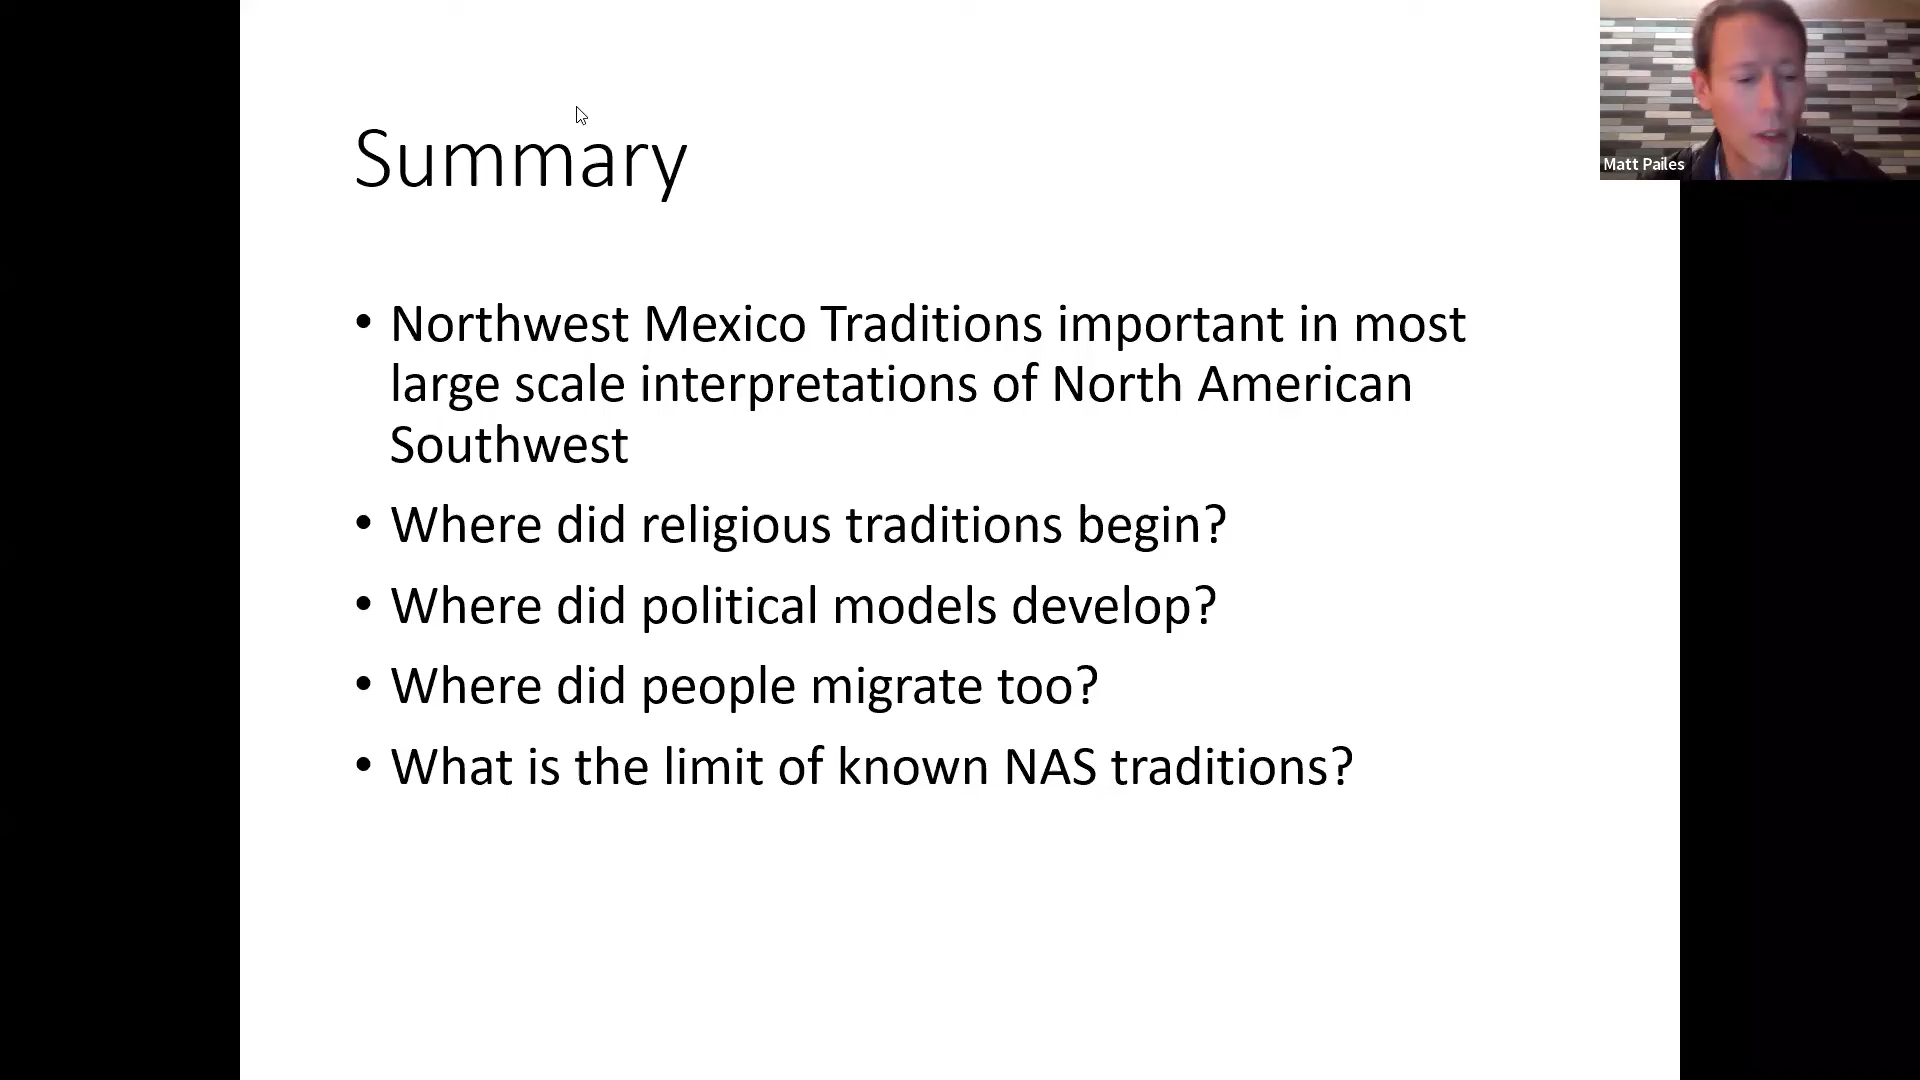 Summary
• Northwest Mexico Traditions important in most
large scale interpretations of North American
Southwest
• Where did religious traditions begin?
• Where did political models develop?
• Where did people migrate too?
• What is the limit of known NAS traditions?
Matt Pailes